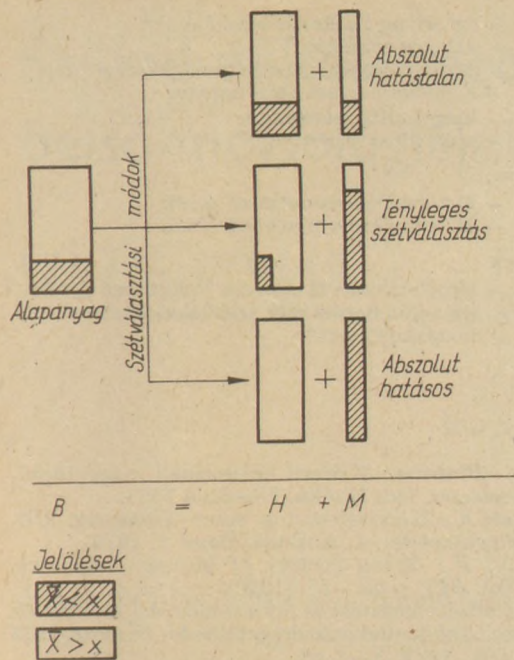 Abszolut
hatástalan
+
Szétválasztási módok
Tényleges
szétválasztás
+
Alapanyag
Abszolut
hatásos
+
B = H + M
Jelölések
X̄ < x
X̄ > x